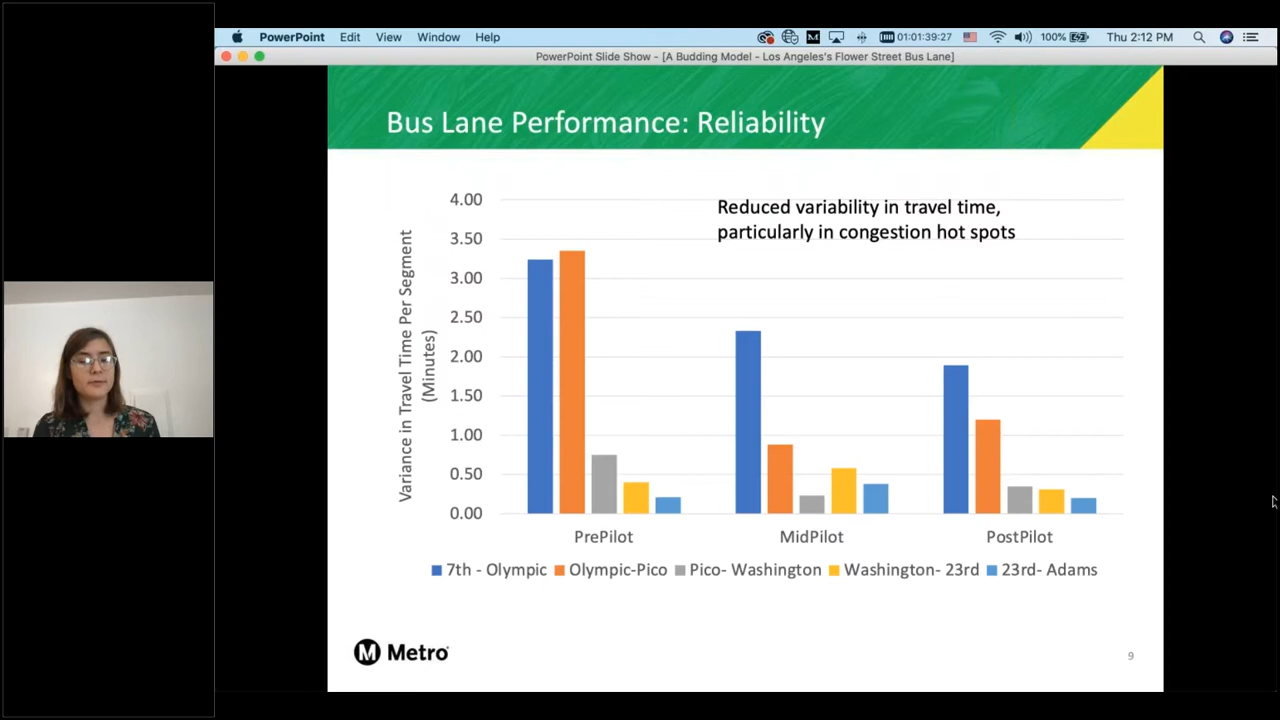 PowerPoint Edit View Window Help
01:01:39:27 100% Thu 2:12 PM
PowerPoint Slide Show - [A Budding Model - Los Angeles's Flower Street Bus Lane]
Bus Lane Performance: Reliability
Reduced variability in travel time,
particularly in congestion hot spots
Variance in Travel Time Per Segment
(Minutes)
4.00
3.50
3.00
2.50
2.00
1.50
1.00
0.50
0.00
PrePilot MidPilot PostPilot
7th - Olympic Olympic-Pico Pico- Washington Washington- 23rd 23rd- Adams
M Metro
9